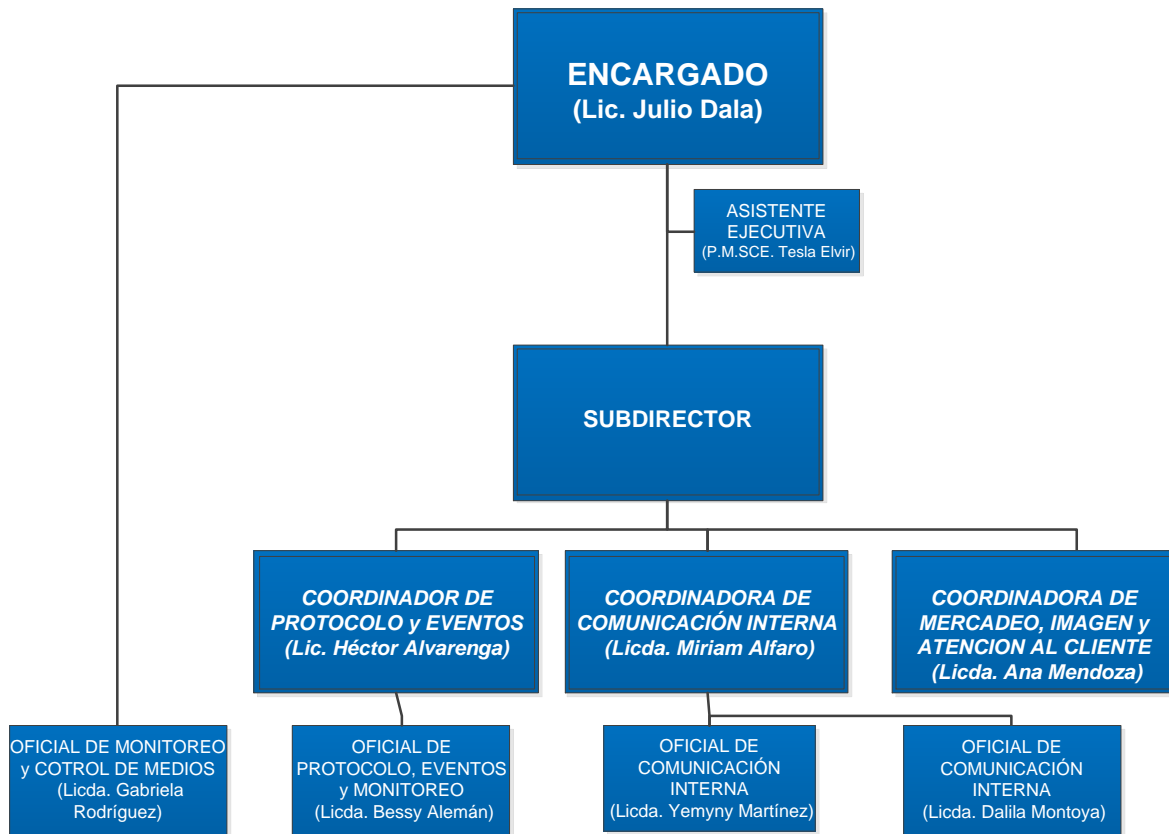 ENCARGADO
(Lic. Julio Dala)
ASISTENTE
EJECUTIVA
(P.M.SCE. Tesla Elvir)
SUBDIRECTOR
COORDINADOR DE
PROTOCOLO y EVENTOS
(Lic. Héctor Alvarenga)
COORDINADORA DE
COMUNICACIÓN INTERNA
(Licda. Miriam Alfaro)
COORDINADORA DE
MERCADEO, IMAGEN y
ATENCION AL CLIENTE
(Licda. Ana Mendoza)
OFICIAL DE MONITOREO
y COTROL DE MEDIOS
(Licda. Gabriela
Rodríguez)
OFICIAL DE
PROTOCOLO, EVENTOS
y MONITOREO
(Licda. Bessy Alemán)
OFICIAL DE
COMUNICACIÓN
INTERNA
(Licda. Yemyny Martínez)
OFICIAL DE
COMUNICACIÓN
INTERNA
(Licda. Dalila Montoya)